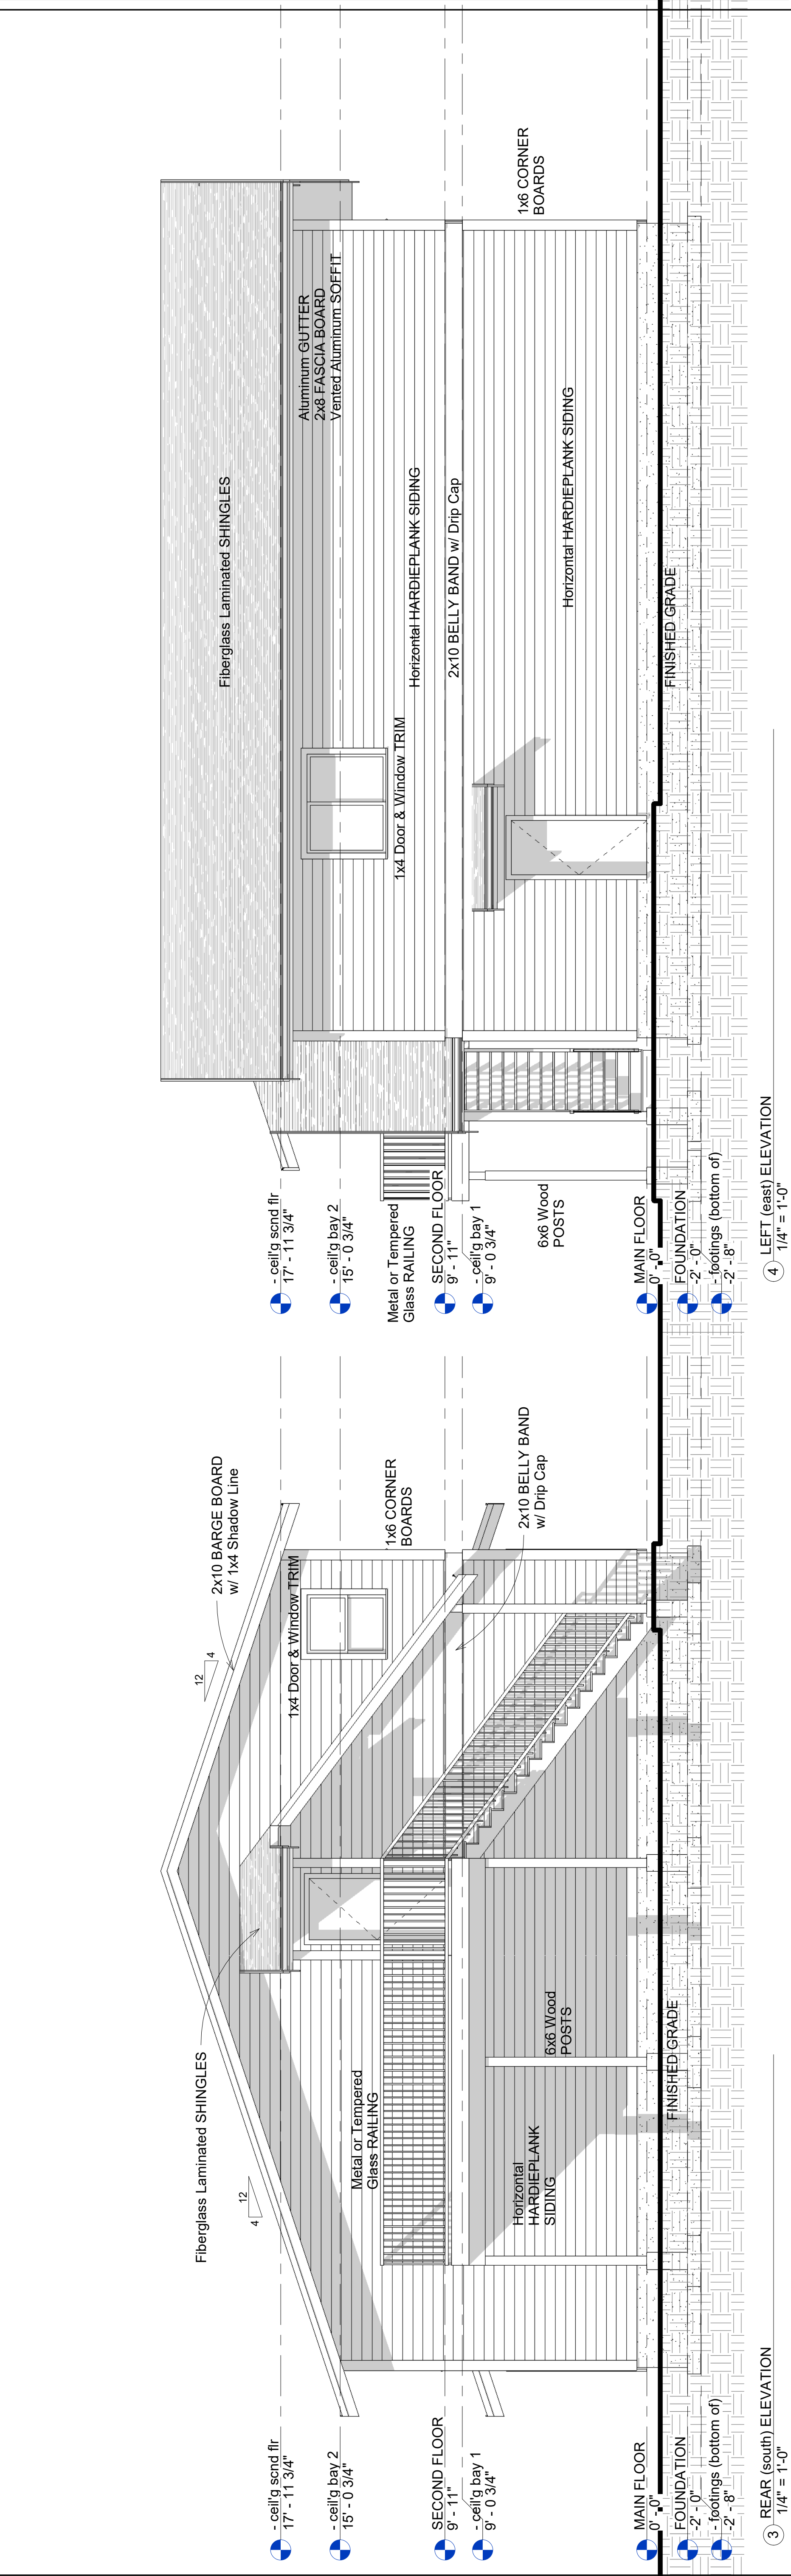 Fiberglass Laminated SHINGLES
12
4
12
4
2x10 BARGE BOARD
w/ 1x4 Shadow Line
1x4 Door & Window TRIM
1x6 CORNER
BOARDS
Metal or Tempered
Glass RAILING
2x10 BELLY BAND
w/ Drip Cap
Horizontal
HARDIEPLANK
SIDING
6x6 Wood
POSTS
FINISHED GRADE
- ceil'g scnd flr
17' - 11 3/4"
- ceil'g bay 2
15' - 0 3/4"
SECOND FLOOR
9' - 11"
- ceil'g bay 1
9' - 0 3/4"
MAIN FLOOR
0' - 0"
FOUNDATION
-2' - 0"
- footings (bottom of)
-2' - 8"
3
REAR (south) ELEVATION
1/4" = 1'-0"
- ceil'g scnd flr
17' - 11 3/4"
- ceil'g bay 2
15' - 0 3/4"
Metal or Tempered
Glass RAILING
SECOND FLOOR
9' - 11"
- ceil'g bay 1
9' - 0 3/4"
6x6 Wood
POSTS
MAIN FLOOR
0' - 0"
FOUNDATION
-2' - 0"
- footings (bottom of)
-2' - 8"
Fiberglass Laminated SHINGLES
Aluminum GUTTER
2x8 FASCIA BOARD
Vented Aluminum SOFFIT
1x4 Door & Window TRIM
Horizontal HARDIEPLANK SIDING
2x10 BELLY BAND w/ Drip Cap
1x6 CORNER
BOARDS
Horizontal HARDIEPLANK SIDING
FINISHED GRADE
4
LEFT (east) ELEVATION
1/4" = 1'-0"